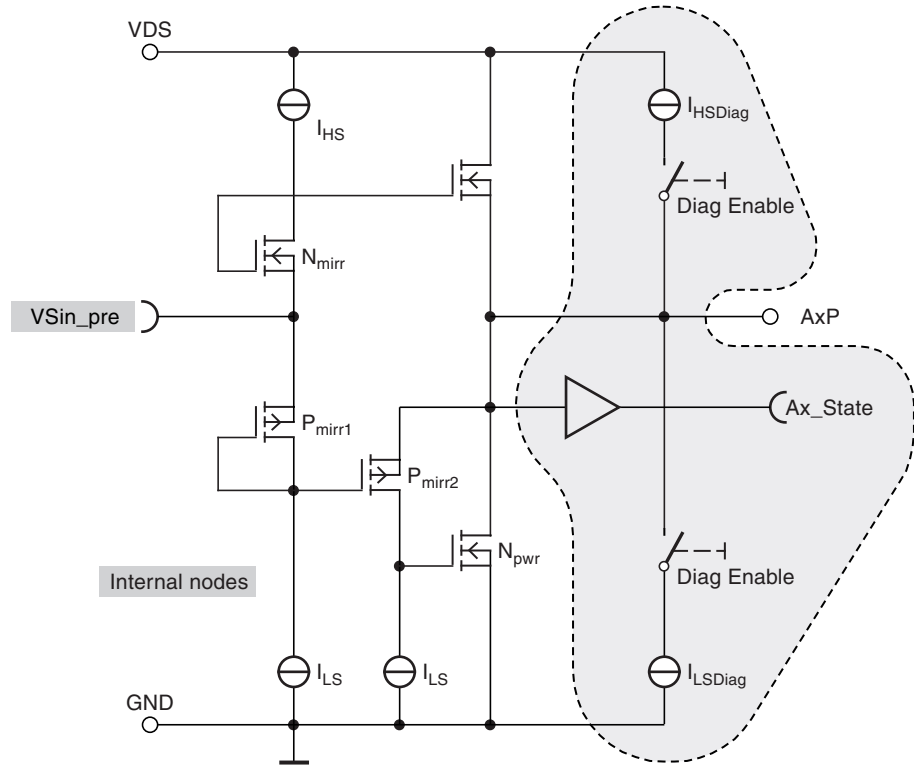 VDS
I_HS
I_HSDiag
Diag Enable
N_mirr
VSin_pre
AxP
P_mirr1
Ax_State
P_mirr2
N_pwr
Internal nodes
Diag Enable
I_LS
I_LS
I_LSDiag
GND